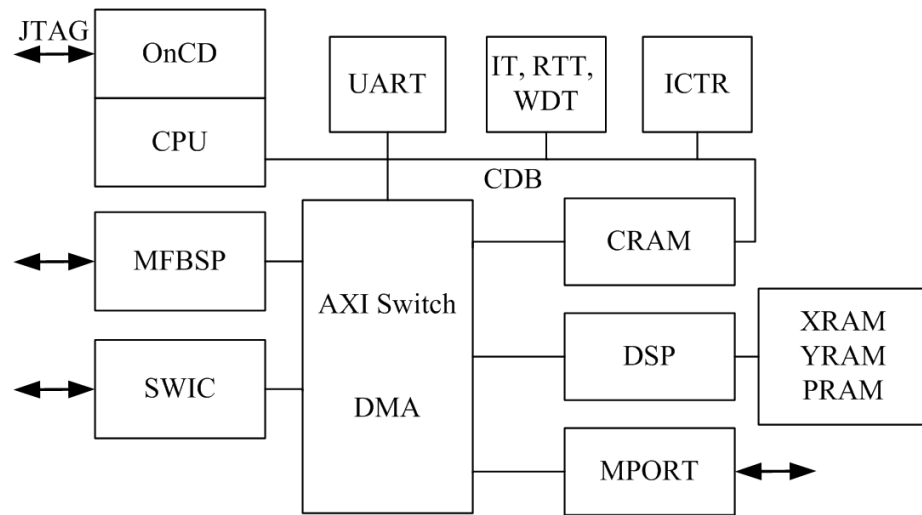 JTAG
OnCD
CPU
UART
IT, RTT,
WDT
ICTR
CDB
MFBSP
CRAM
AXI Switch
XRAM
YRAM
PRAM
DSP
SWIC
DMA
MPORT